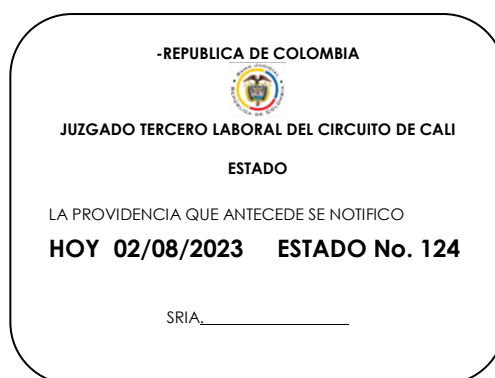 -REPUBLICA DE COLOMBIA
JUZGADO TERCERO LABORAL DEL CIRCUITO DE CALI
ESTADO
LA PROVIDENCIA QUE ANTECEDE SE NOTIFICO
HOY 02/08/2023 ESTADO No. 124
SRIA.